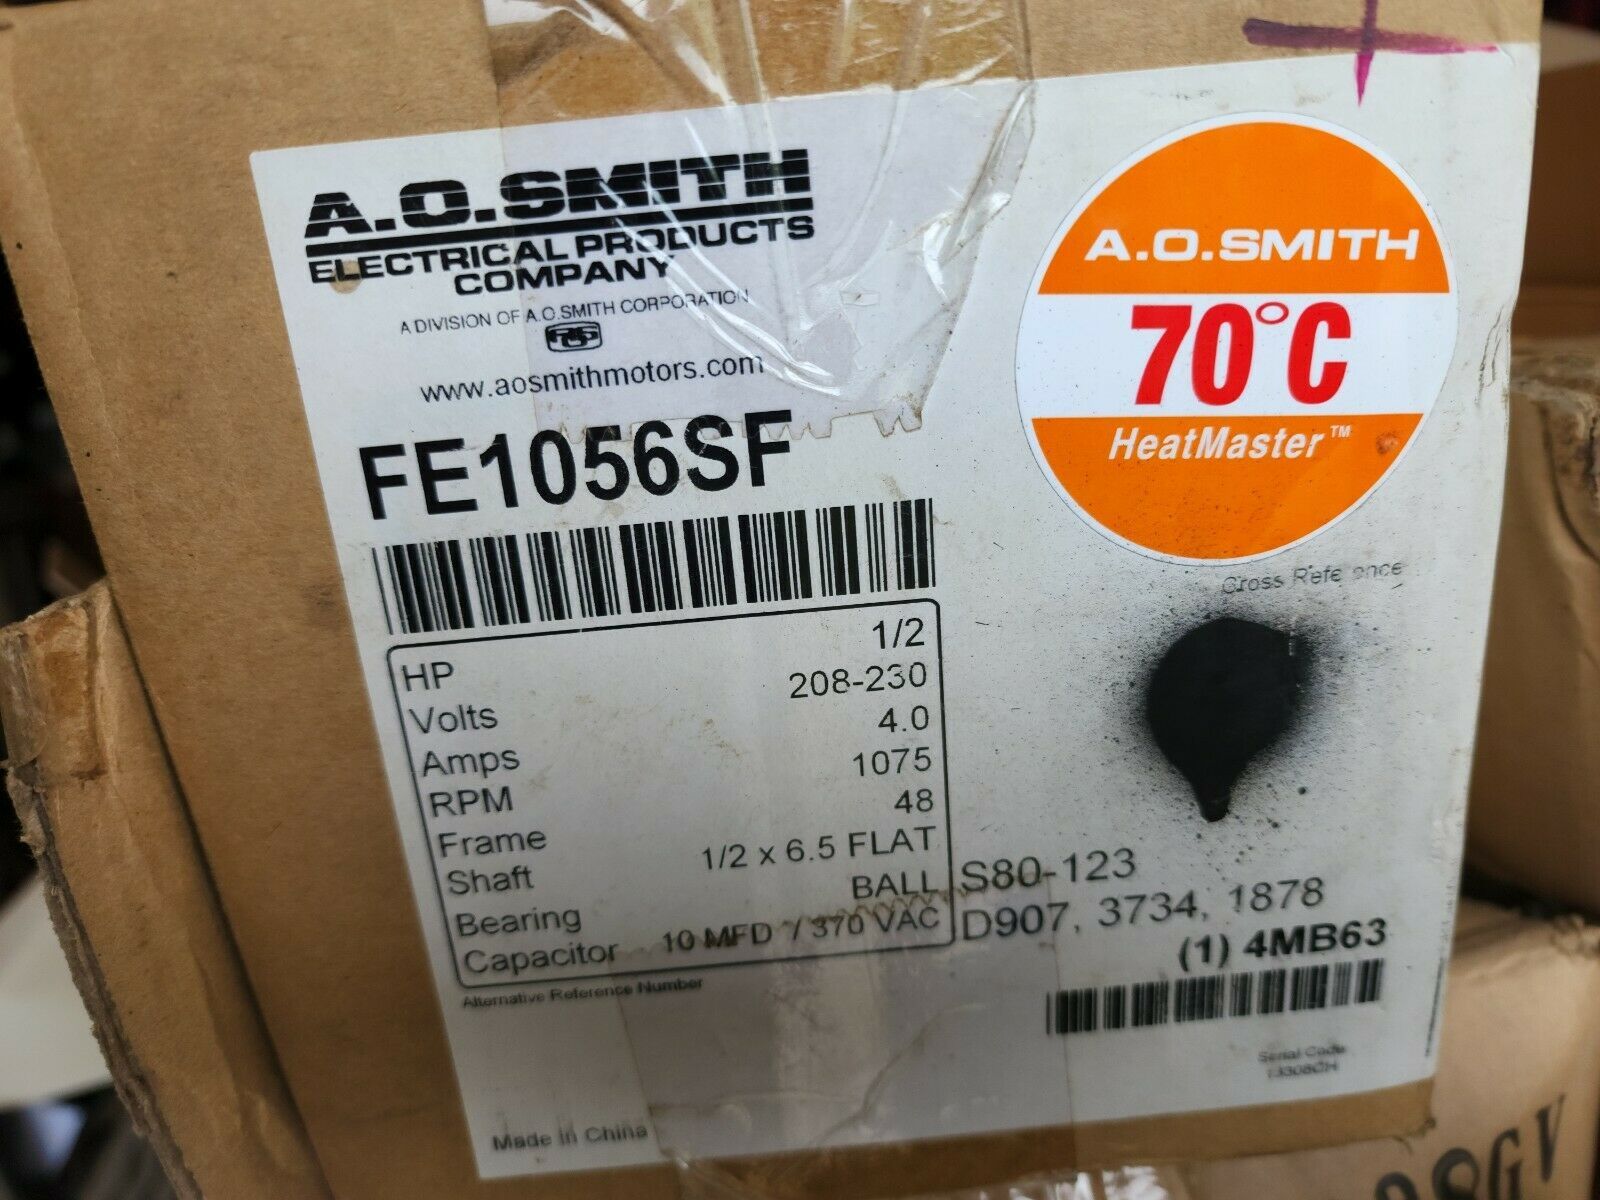 A.O.SMITH
ELECTRICAL PRODUCTS
COMPANY
A DIVISION OF A.O.SMITH CORPORATION
www.aosmithmotors.com
FE1056SF
A.O.SMITH
70°C
HeatMaster™
Cross Reference
HP 1/2
Volts 208-230
Amps 4.0
RPM 1075
Frame 48
Shaft 1/2 x 6.5 FLAT
Bearing BALL
Capacitor 10 MFD / 370 VAC
S80-123
D907, 3734, 1878
(1) 4MB63
Alternative Reference Number
Serial Code
Made in China